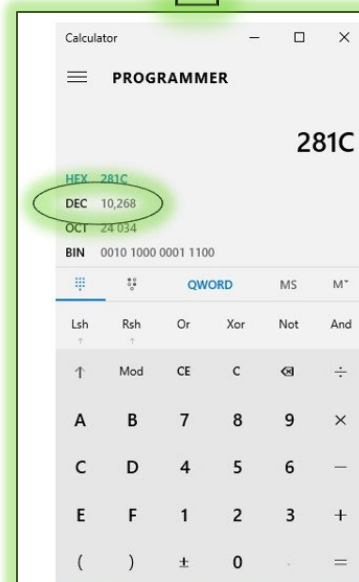 Calculator
PROGRAMMER
281C
HEX 281C
DEC 10,268
OCT 24 034
BIN 0010 1000 0001 1100
QWORD MS M˅
Lsh Rsh Or Xor Not And
↑ Mod CE C ⌫ ÷
A B 7 8 9 ×
C D 4 5 6 −
E F 1 2 3 +
( ) ± 0 . =